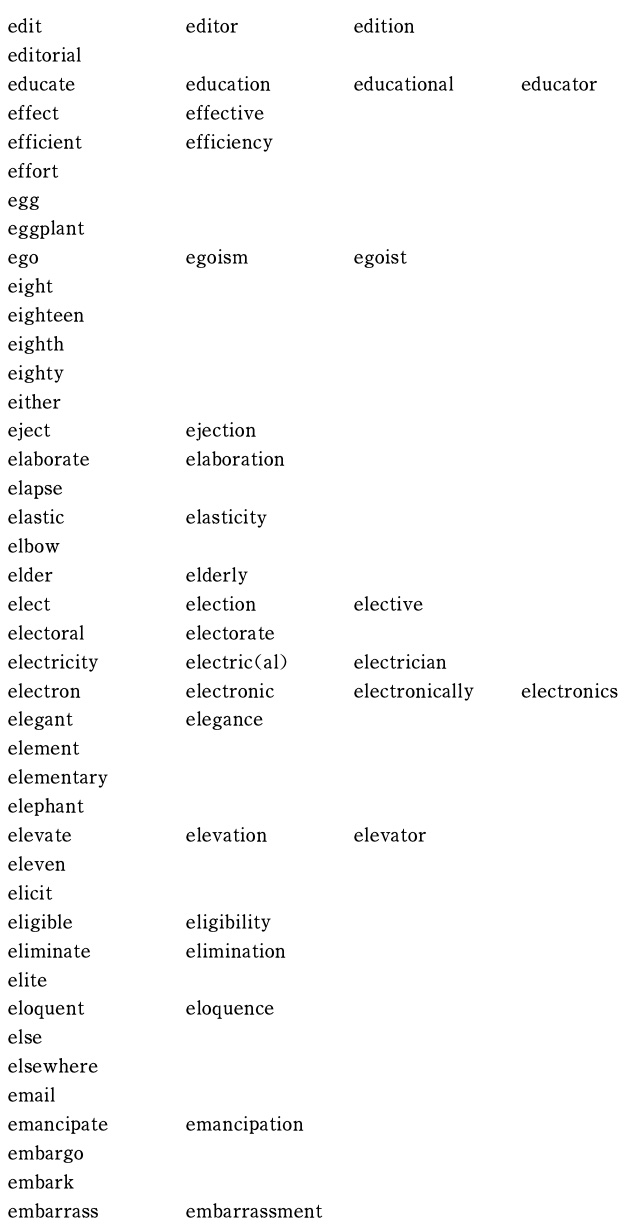 edit editor edition
editorial
educate education educational educator
effect effective
efficient efficiency
effort
egg
eggplant
ego egoism egoist
eight
eighteen
eighth
eighty
either
eject ejection
elaborate elaboration
elapse
elastic elasticity
elbow
elder elderly
elect election elective
electoral electorate
electricity electric(al) electrician
electron electronic electronically electronics
elegant elegance
element
elementary
elephant
elevate elevation elevator
eleven
elicit
eligible eligibility
eliminate elimination
elite
eloquent eloquence
else
elsewhere
email
emancipate emancipation
embargo
embark
embarrass embarrassment